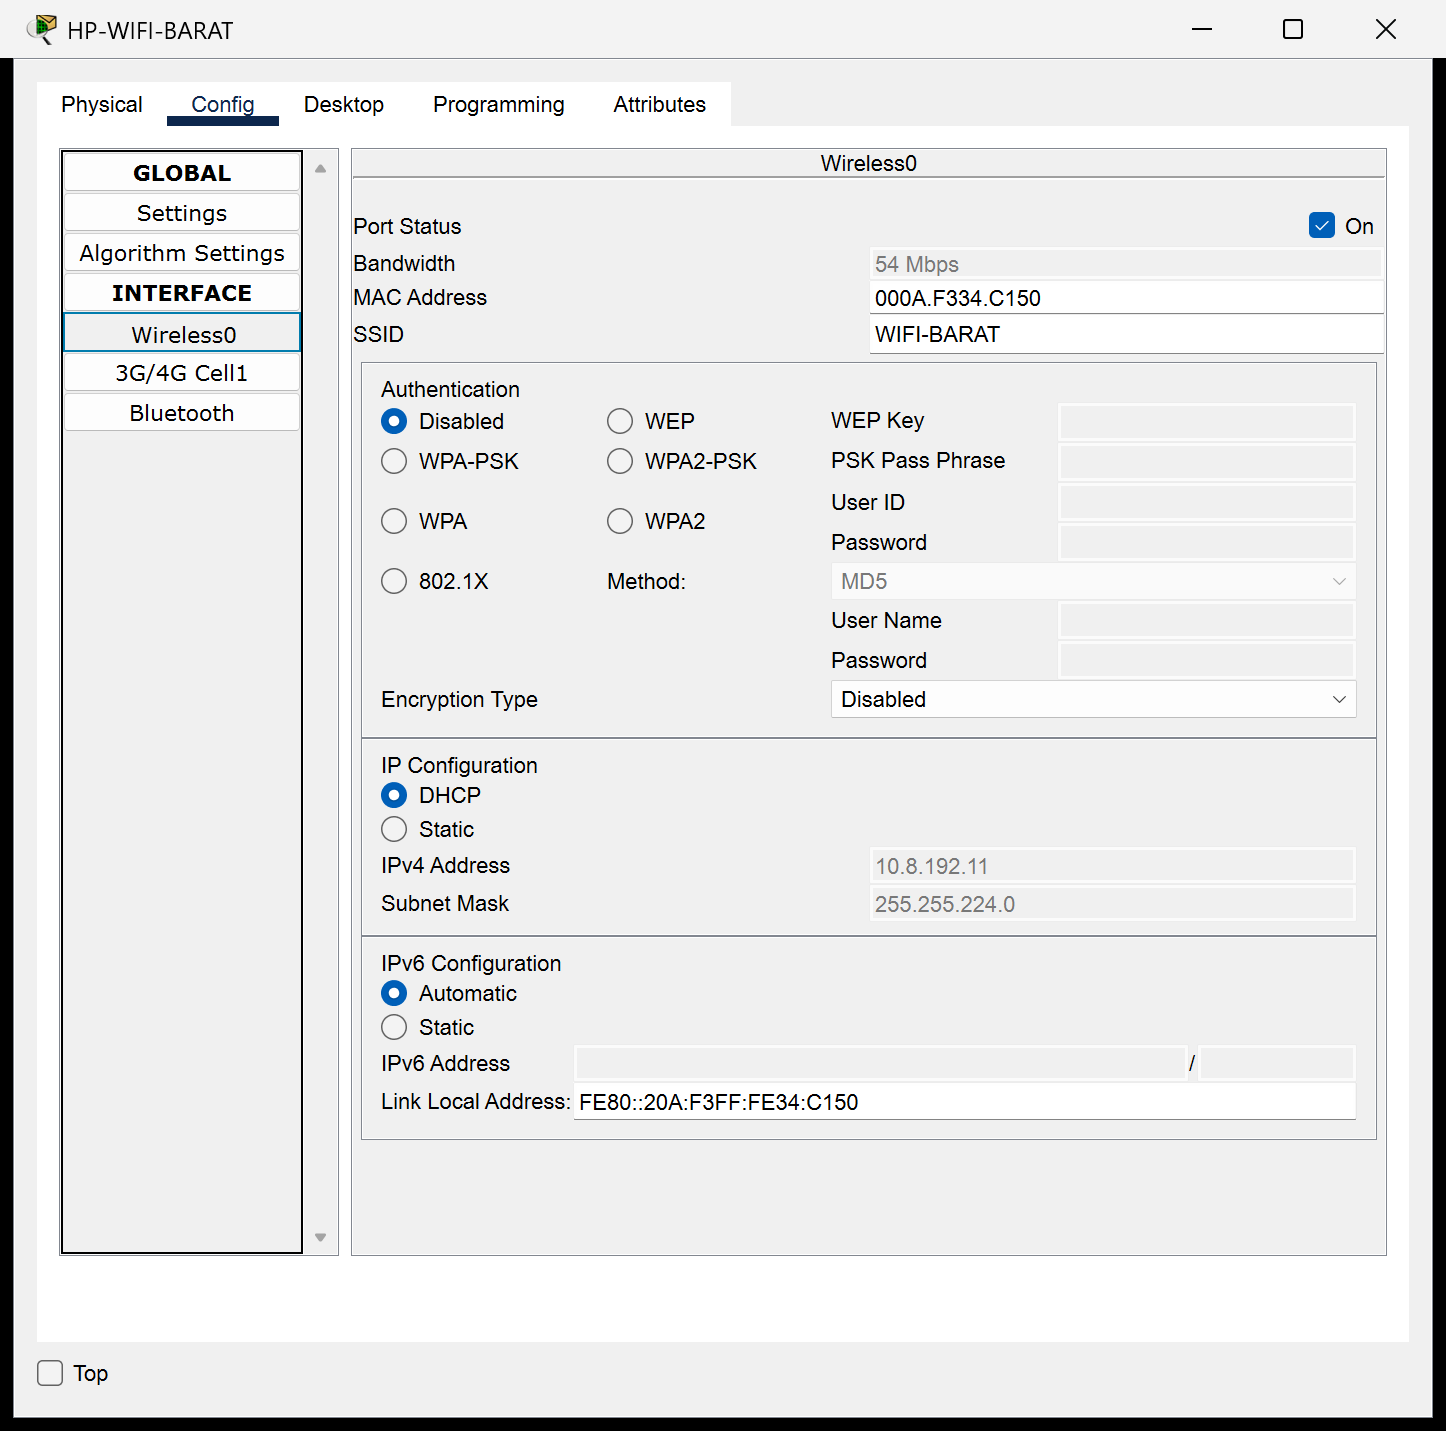 HP-WIFI-BARAT
Physical Config Desktop Programming Attributes
GLOBAL
Settings
Algorithm Settings
INTERFACE
Wireless0
3G/4G Cell1
Bluetooth
Wireless0
Port Status On
Bandwidth 54 Mbps
MAC Address 000A.F334.C150
SSID WIFI-BARAT
Authentication
Disabled WEP WEP Key
WPA-PSK WPA2-PSK PSK Pass Phrase
User ID
WPA WPA2
Password
802.1X Method: MD5
User Name
Password
Encryption Type Disabled
IP Configuration
DHCP
Static
IPv4 Address 10.8.192.11
Subnet Mask 255.255.224.0
IPv6 Configuration
Automatic
Static
IPv6 Address /
Link Local Address: FE80::20A:F3FF:FE34:C150
Top